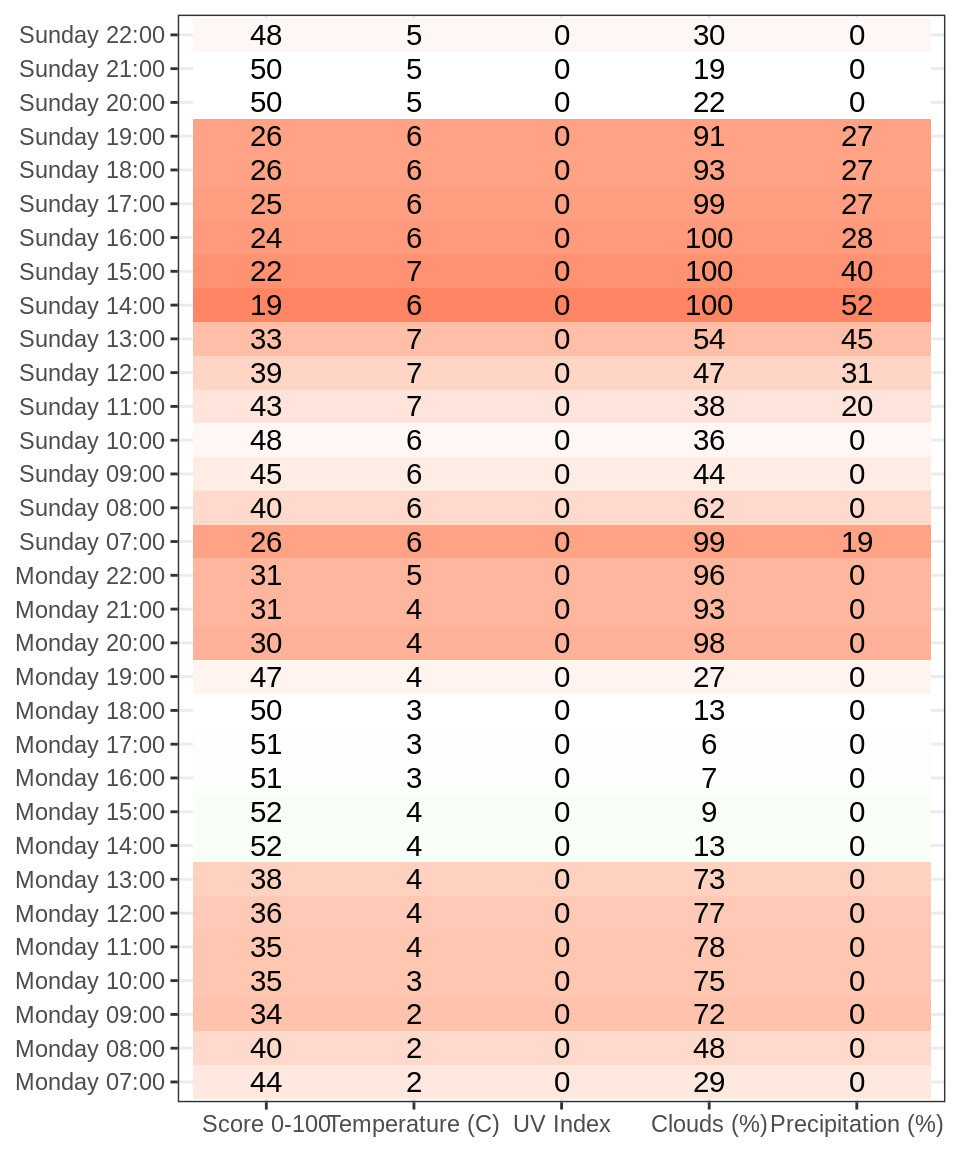 Sunday 22:00 48 5 0 30 0
Sunday 21:00 50 5 0 19 0
Sunday 20:00 50 5 0 22 0
Sunday 19:00 26 6 0 91 27
Sunday 18:00 26 6 0 93 27
Sunday 17:00 25 6 0 99 27
Sunday 16:00 24 6 0 100 28
Sunday 15:00 22 7 0 100 40
Sunday 14:00 19 6 0 100 52
Sunday 13:00 33 7 0 54 45
Sunday 12:00 39 7 0 47 31
Sunday 11:00 43 7 0 38 20
Sunday 10:00 48 6 0 36 0
Sunday 09:00 45 6 0 44 0
Sunday 08:00 40 6 0 62 0
Sunday 07:00 26 6 0 99 19
Monday 22:00 31 5 0 96 0
Monday 21:00 31 4 0 93 0
Monday 20:00 30 4 0 98 0
Monday 19:00 47 4 0 27 0
Monday 18:00 50 3 0 13 0
Monday 17:00 51 3 0 6 0
Monday 16:00 51 3 0 7 0
Monday 15:00 52 4 0 9 0
Monday 14:00 52 4 0 13 0
Monday 13:00 38 4 0 73 0
Monday 12:00 36 4 0 77 0
Monday 11:00 35 4 0 78 0
Monday 10:00 35 3 0 75 0
Monday 09:00 34 2 0 72 0
Monday 08:00 40 2 0 48 0
Monday 07:00 44 2 0 29 0
Score 0-100 Temperature (C) UV Index Clouds (%) Precipitation (%)